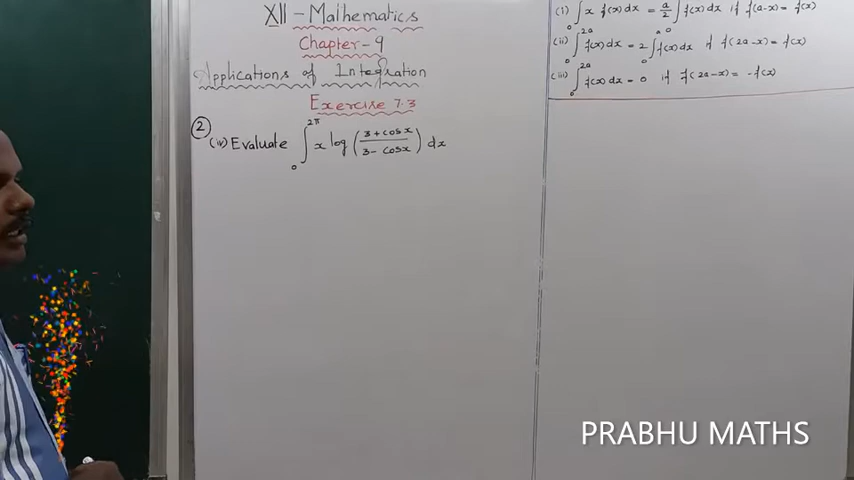 XII - Mathematics
Chapter - 9
Applications of Integration
Exercise 7.3
(2)
(iv) Evaluate ∫₀^{2π} x log ((3 + cos x)/(3 - cos x)) dx
(i) ∫₀^a x f(x) dx = a/2 ∫₀^a f(x) dx if f(a-x) = f(x)
(ii) ∫₀^{2a} f(x) dx = 2 ∫₀^a f(x) dx if f(2a-x) = f(x)
(iii) ∫₀^{2a} f(x) dx = 0 if f(2a-x) = -f(x)
PRABHU MATHS